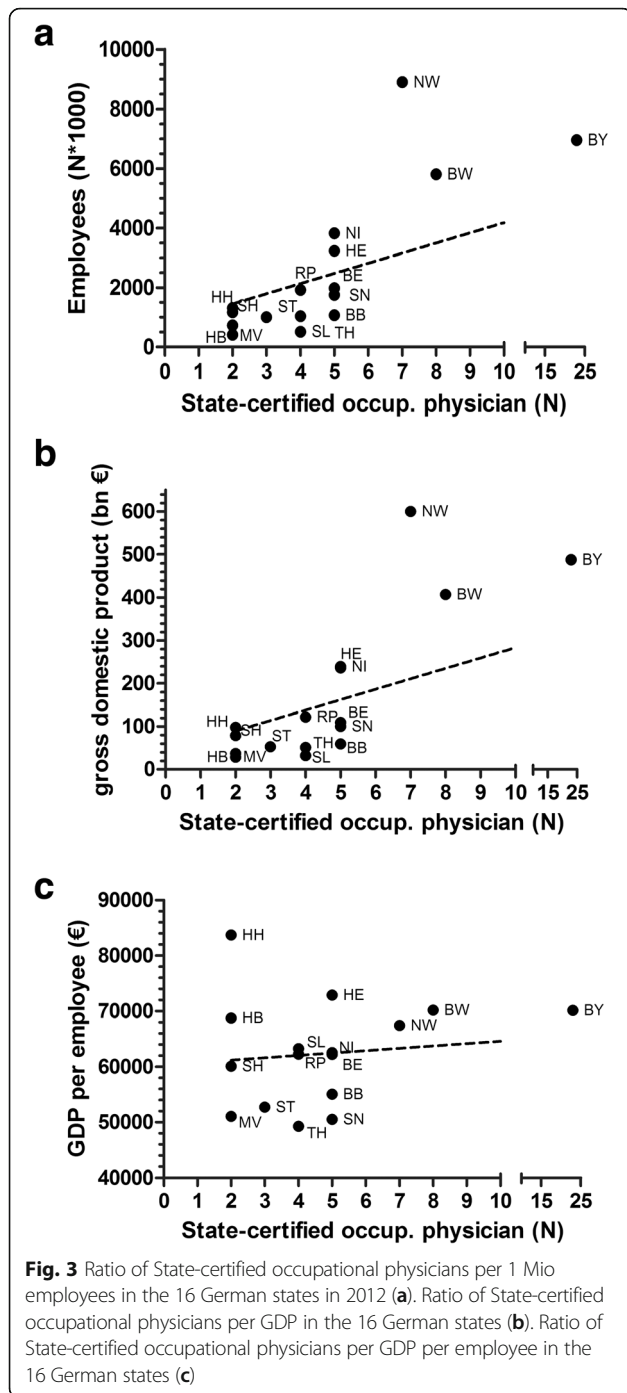 a
10000
8000
6000
4000
2000
0
Employees (N*1000)
NW
BY
BW
NI
HE
RP
BE
HH
SH
ST
SN
BB
HB
MV
SL
TH
0 1 2 3 4 5 6 7 8 9 10 15 25
State-certified occup. physician (N)
b
600
500
400
300
200
100
0
gross domestic product (bn €)
NW
BY
BW
HE
NI
HH
SH
RP
BE
SN
ST
TH
BB
HB
MV
SL
0 1 2 3 4 5 6 7 8 9 10 15 25
State-certified occup. physician (N)
c
90000
80000
70000
60000
50000
40000
GDP per employee (€)
HH
HE
HB
BW
BY
NW
SL
NI
RP
BE
SH
BB
ST
MV
SN
TH
0 1 2 3 4 5 6 7 8 9 10 15 25
State-certified occup. physician (N)
Fig. 3 Ratio of State-certified occupational physicians per 1 Mio
employees in the 16 German states in 2012 (a). Ratio of State-certified
occupational physicians per GDP in the 16 German states (b). Ratio of
State-certified occupational physicians per GDP per employee in the
16 German states (c)